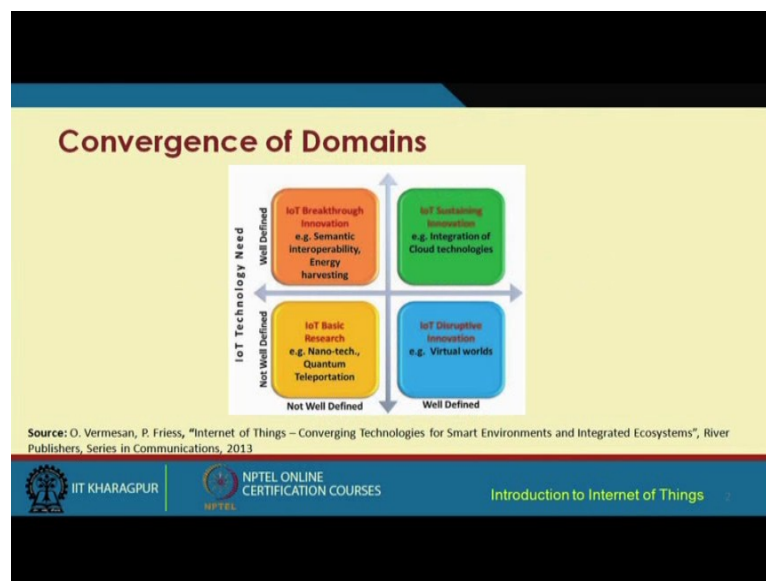 Convergence of Domains
IoT Technology Need
Well Defined
Not Well Defined
IoT Breakthrough
Innovation
e.g. Semantic
interoperability,
Energy
harvesting
IoT Sustaining
Innovation
e.g. Integration of
Cloud technologies
IoT Basic
Research
e.g. Nano-tech.,
Quantum
Teleportation
IoT Disruptive
Innovation
e.g. Virtual worlds
Not Well Defined
Well Defined
Source: O. Vermesan, P. Friess, "Internet of Things – Converging Technologies for Smart Environments and Integrated Ecosystems", River
Publishers, Series in Communications, 2013
IIT KHARAGPUR
NPTEL
NPTEL ONLINE
CERTIFICATION COURSES
Introduction to Internet of Things
2